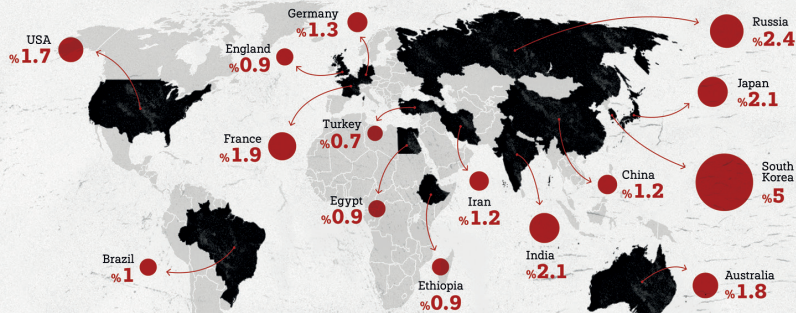 Germany
%1.3
Russia
%2.4
USA
%1.7
England
%0.9
Japan
%2.1
Turkey
%0.7
France
%1.9
South
Korea
%5
China
%1.2
Egypt
%0.9
Iran
%1.2
India
%2.1
Brazil
%1
Ethiopia
%0.9
Australia
%1.8